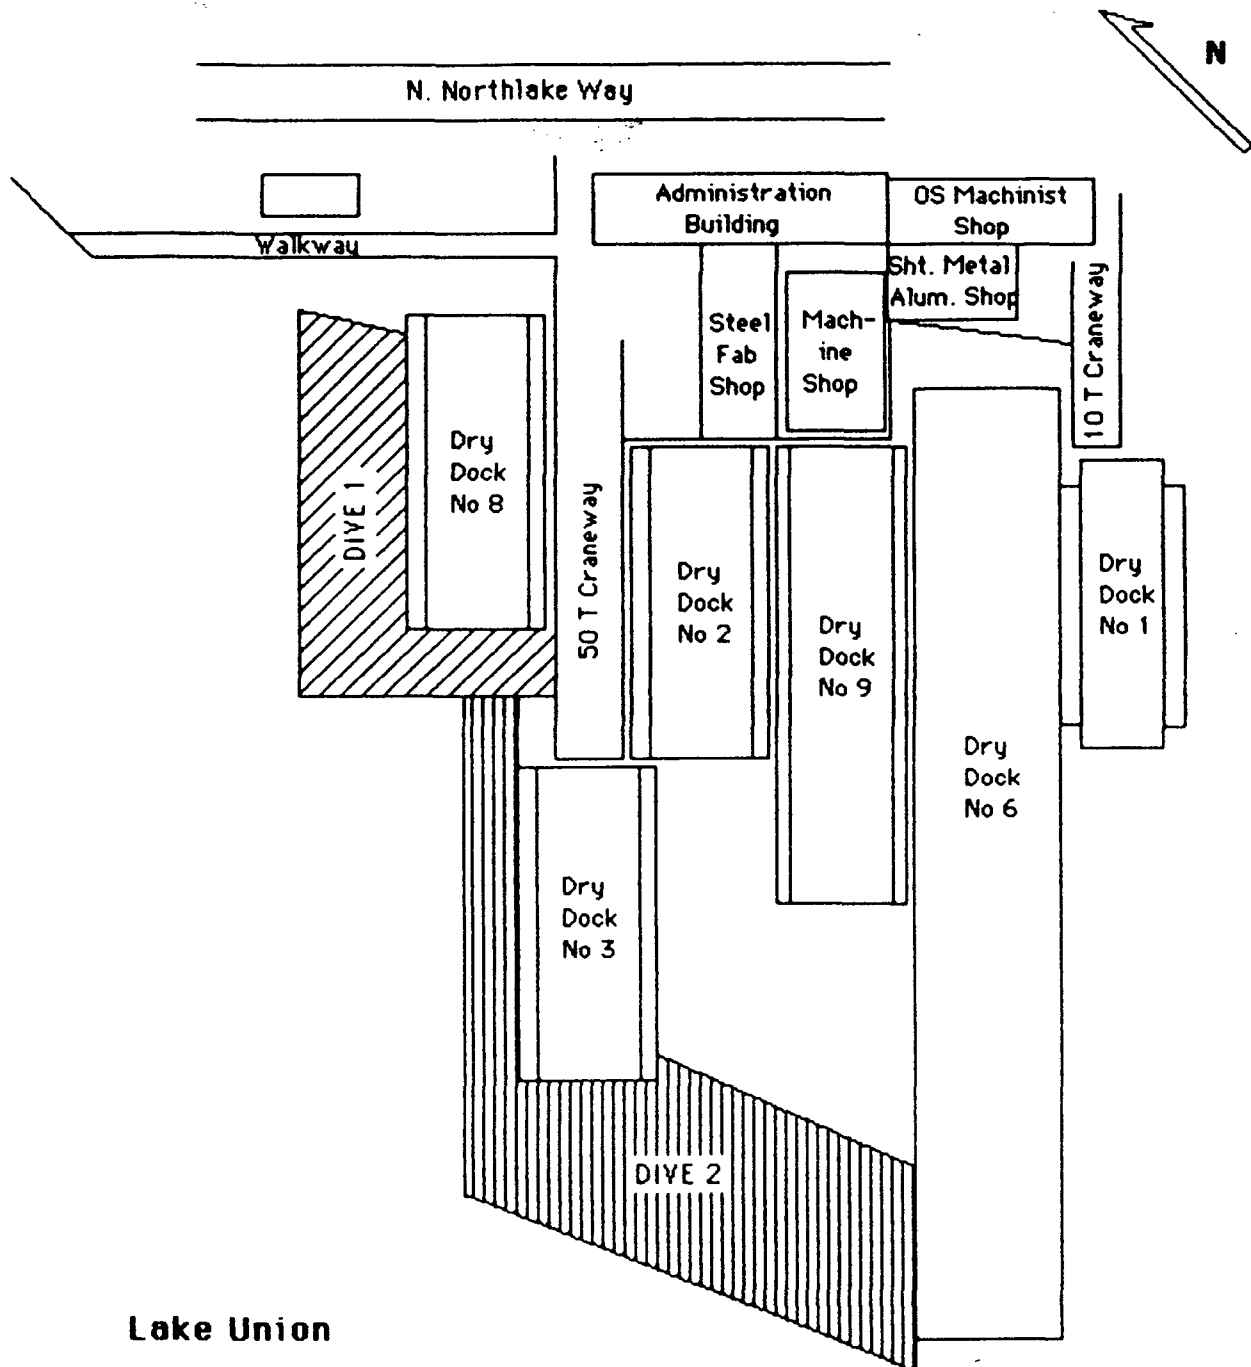 N
N. Northlake Way
Administration
Building
OS Machinist
Shop
Walkway
Sht. Metal
Alum. Shop
Steel
Fab
Shop
Mach-
ine
Shop
10 T Craneway
Dry
Dock
No 8
DIVE 1
50 T Craneway
Dry
Dock
No 2
Dry
Dock
No 9
Dry
Dock
No 1
Dry
Dock
No 6
Dry
Dock
No 3
DIVE 2
Lake Union